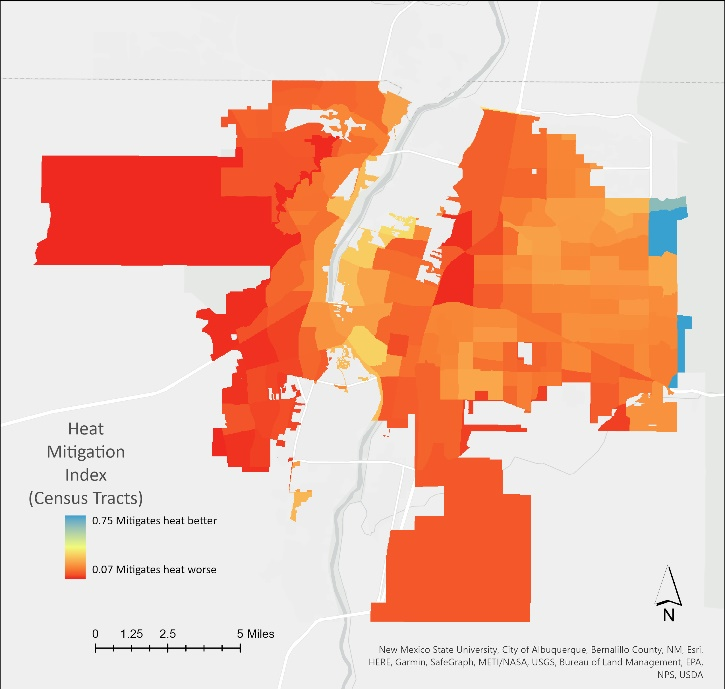 Heat
Mitigation
Index
(Census Tracts)
0.75 Mitigates heat better
0.07 Mitigates heat worse
0 1.25 2.5 5 Miles
N
New Mexico State University, City of Albuquerque, Bernalillo County, NM, Esri,
HERE, Garmin, SafeGraph, METI/NASA, USGS, Bureau of Land Management, EPA,
NPS, USDA